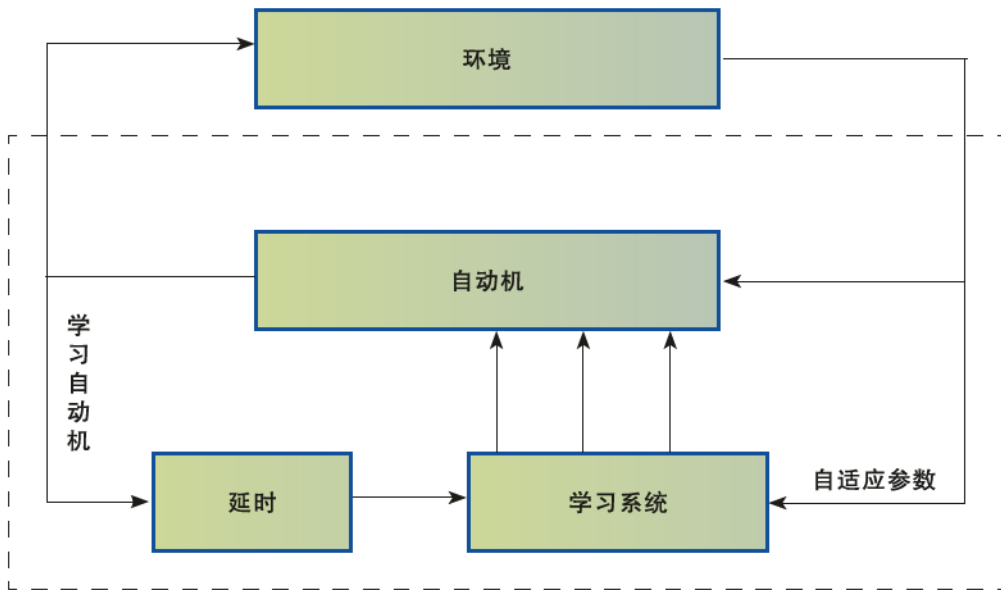 环境
自动机
学习自动机
延时
学习系统
自适应参数